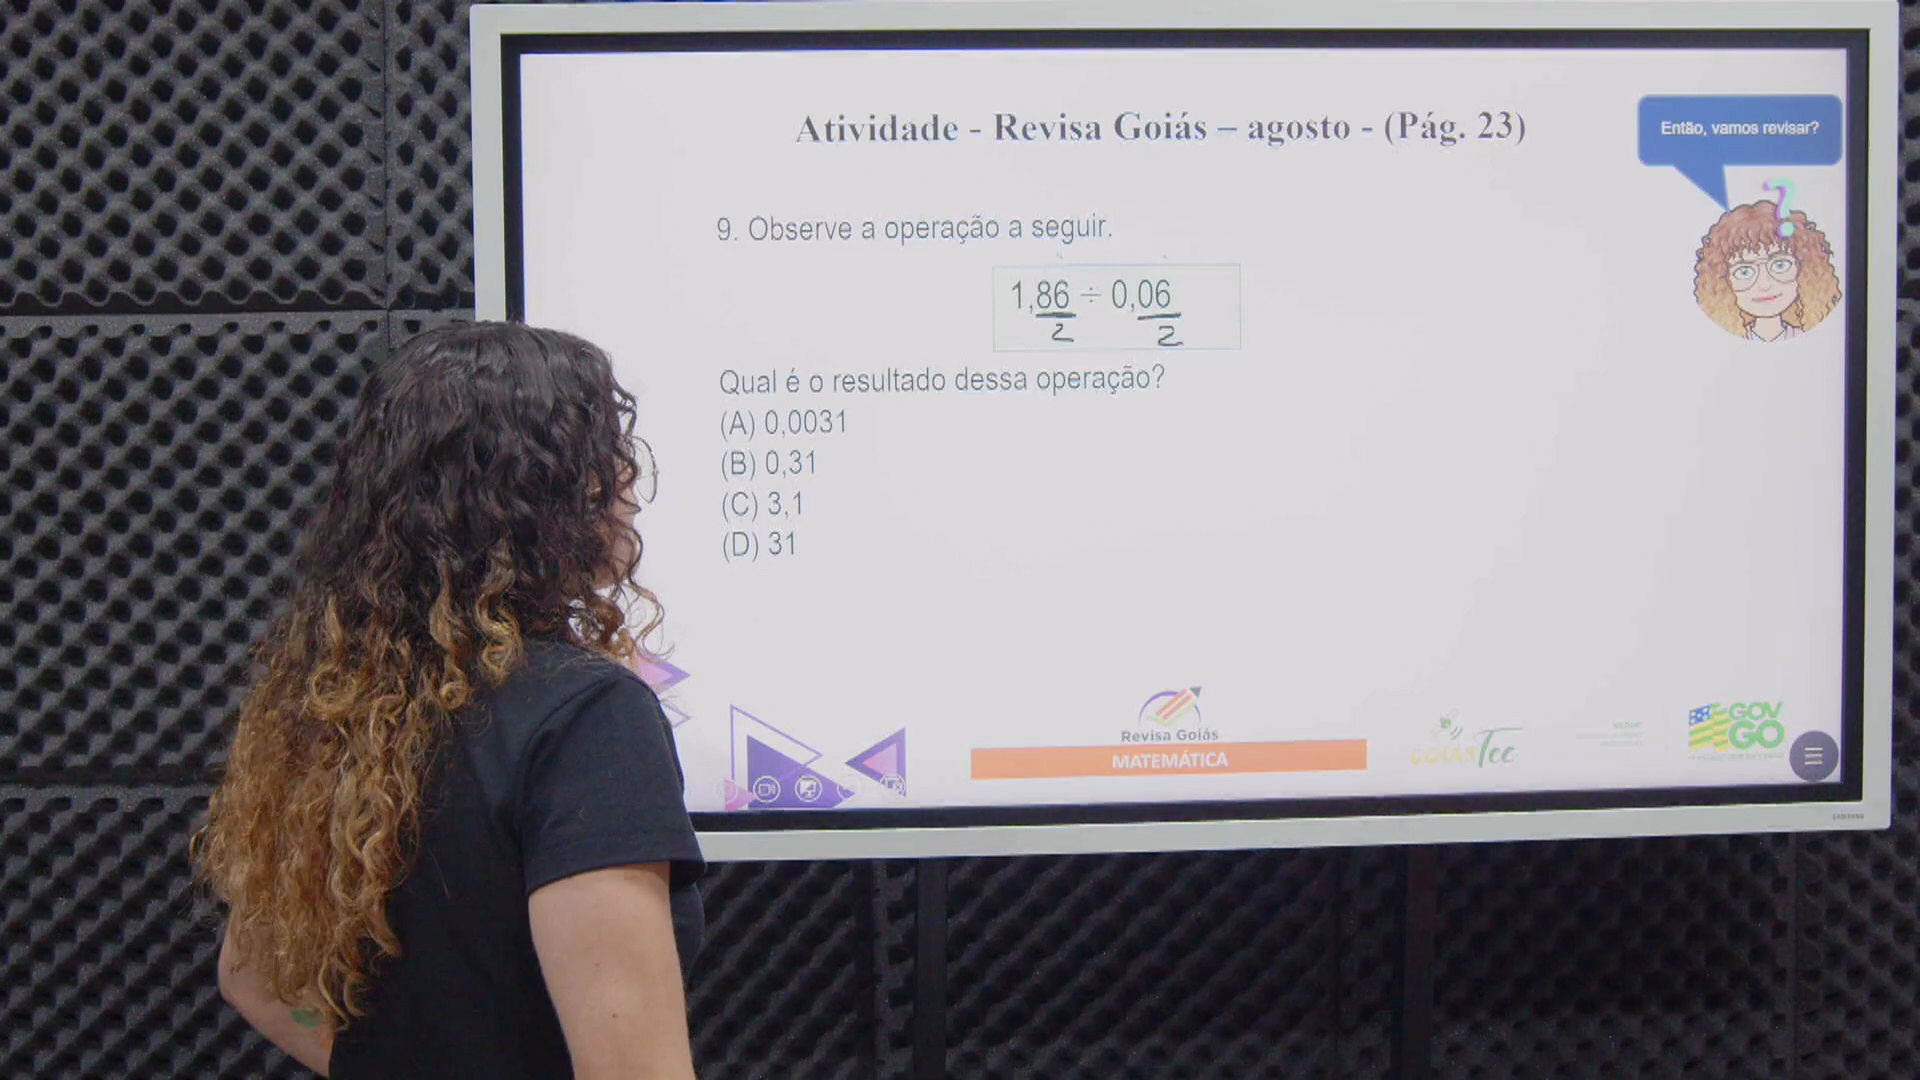 Atividade - Revisa Goiás – agosto - (Pág. 23)
Então, vamos revisar?
9. Observe a operação a seguir.
1,86 ÷ 0,06
2 2
Qual é o resultado dessa operação?
(A) 0,0031
(B) 0,31
(C) 3,1
(D) 31
Revisa Goiás
MATEMÁTICA
GOIÁSTec
GOV
GO
SAMSUNG